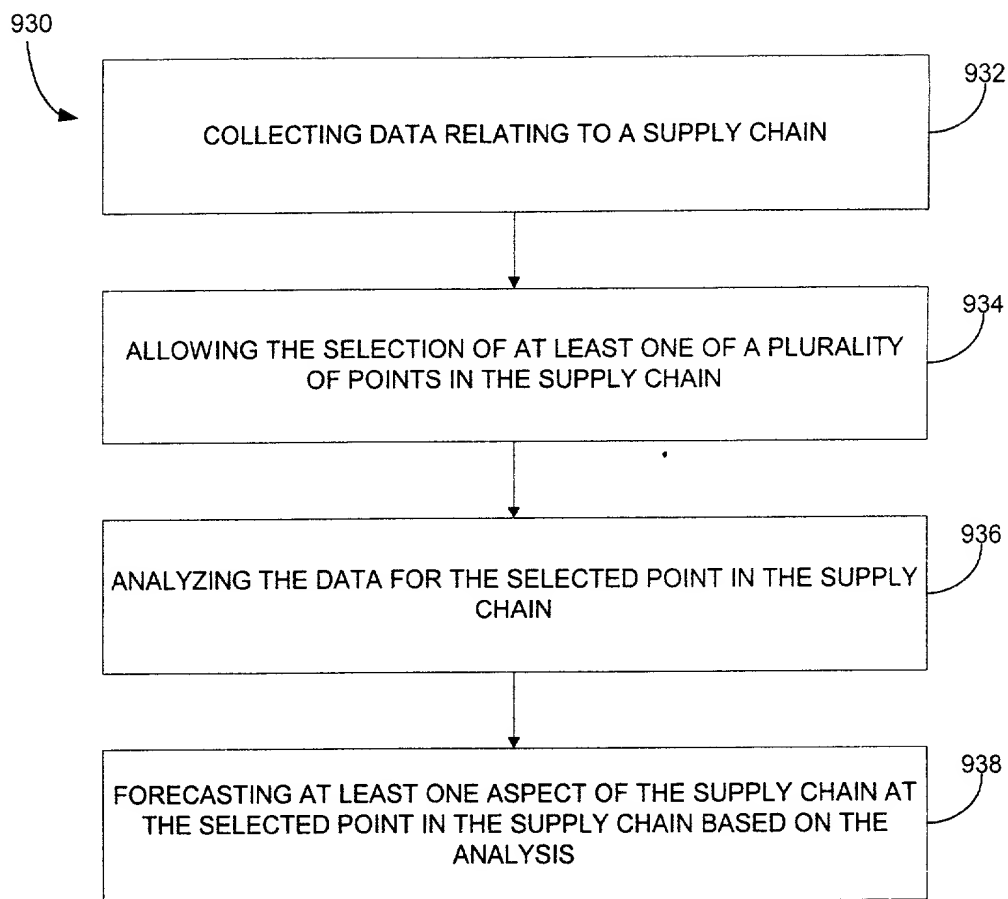 930
932
COLLECTING DATA RELATING TO A SUPPLY CHAIN
934
ALLOWING THE SELECTION OF AT LEAST ONE OF A PLURALITY
OF POINTS IN THE SUPPLY CHAIN
936
ANALYZING THE DATA FOR THE SELECTED POINT IN THE SUPPLY
CHAIN
938
FORECASTING AT LEAST ONE ASPECT OF THE SUPPLY CHAIN AT
THE SELECTED POINT IN THE SUPPLY CHAIN BASED ON THE
ANALYSIS